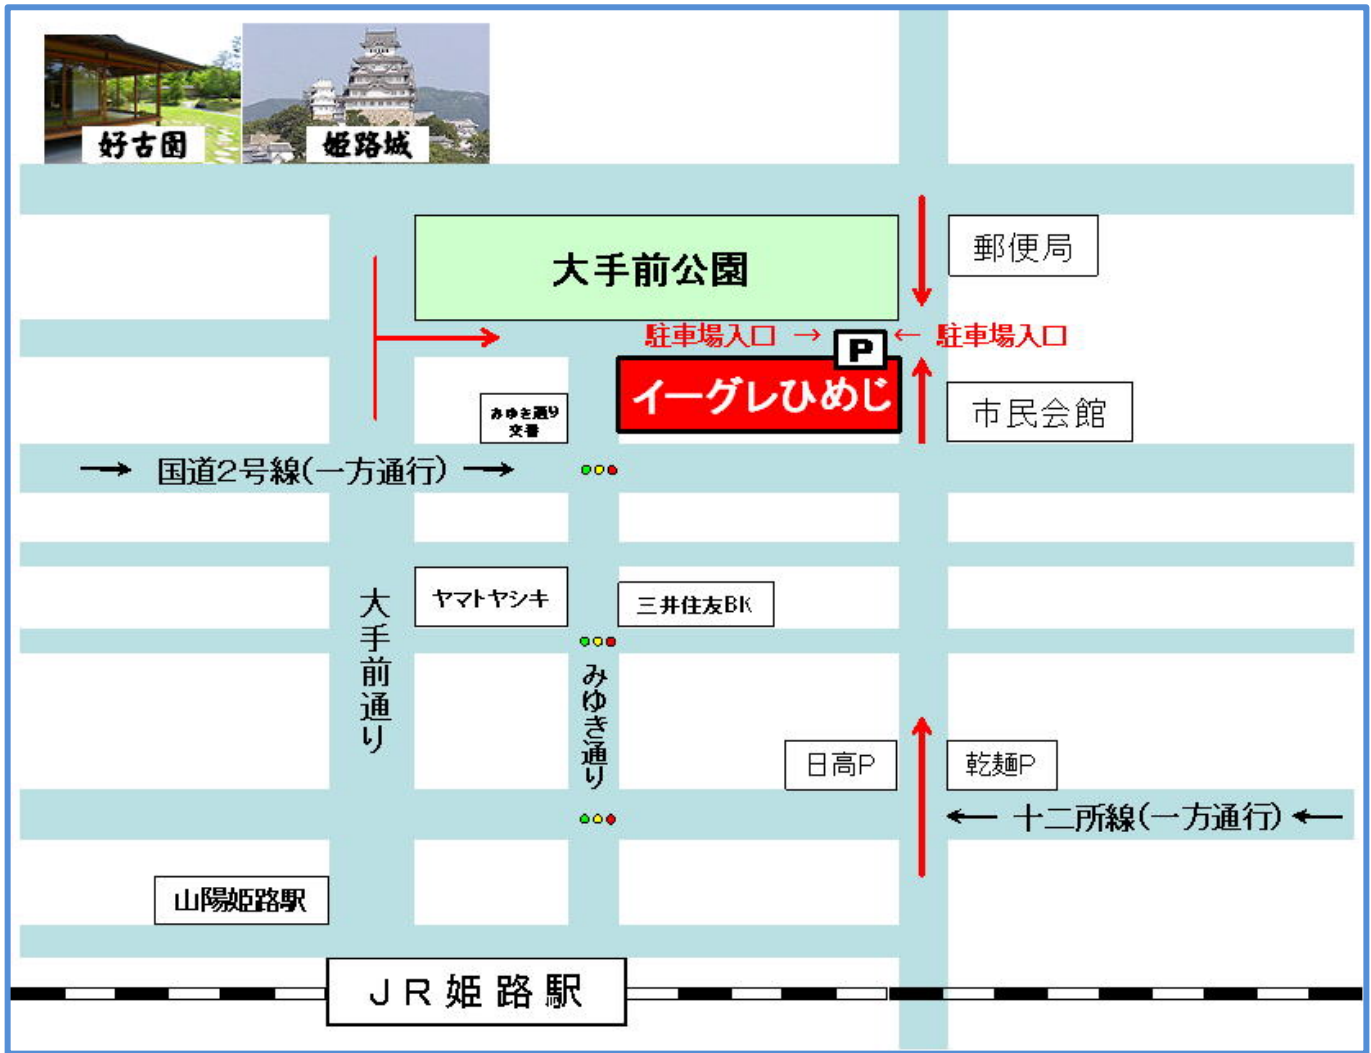 好古園
姫路城
大手前公園
郵便局
駐車場入口 →
← 駐車場入口
P
イーグレひめじ
みゆき通り
交番
市民会館
→ 国道2号線(一方通行) →
ヤマトヤシキ
三井住友BK
大手前通り
みゆき通り
日高P
乾麺P
← 十二所線(一方通行) ←
山陽姫路駅
JR姫路駅